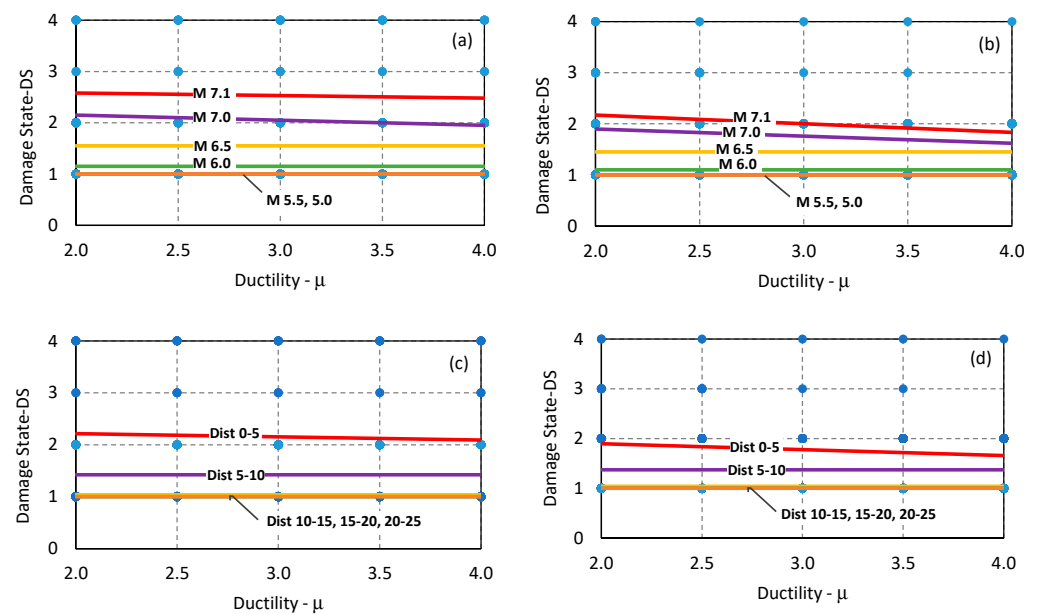 (a)
Damage State-DS
4
3
2
1
0
M 7.1
M 7.0
M 6.5
M 6.0
M 5.5, 5.0
2.0 2.5 3.0 3.5 4.0
Ductility - μ
(b)
Damage State-DS
4
3
2
1
0
M 7.1
M 7.0
M 6.5
M 6.0
M 5.5, 5.0
2.0 2.5 3.0 3.5 4.0
Ductility - μ
(c)
Damage State-DS
4
3
2
1
0
Dist 0-5
Dist 5-10
Dist 10-15, 15-20, 20-25
2.0 2.5 3.0 3.5 4.0
Ductility - μ
(d)
Damage State-DS
4
3
2
1
0
Dist 0-5
Dist 5-10
Dist 10-15, 15-20, 20-25
2.0 2.5 3.0 3.5 4.0
Ductility - μ